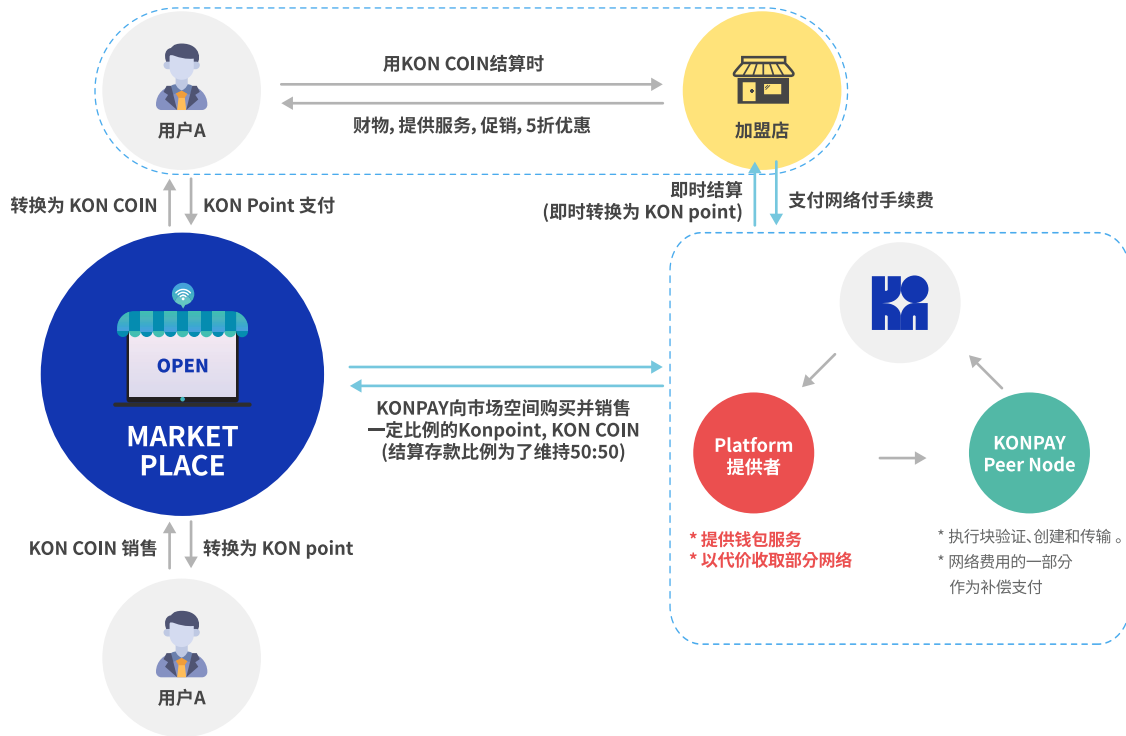 用KON COIN结算时
用户A
加盟店
财物, 提供服务, 促销, 5折优惠
转换为 KON COIN
KON Point 支付
即时结算
(即时转换为 KON point)
支付网络付手续费
OPEN
MARKET
PLACE
KONPAY向市场空间购买并销售
一定比例的Konpoint, KON COIN
(结算存款比例为了维持50:50)
Platform
提供者
KONPAY
Peer Node
* 提供钱包服务
* 以代价收取部分网络
* 执行块验证、创建和传输 。
* 网络费用的一部分
作为补偿支付
KON COIN 销售
转换为 KON point
用户A